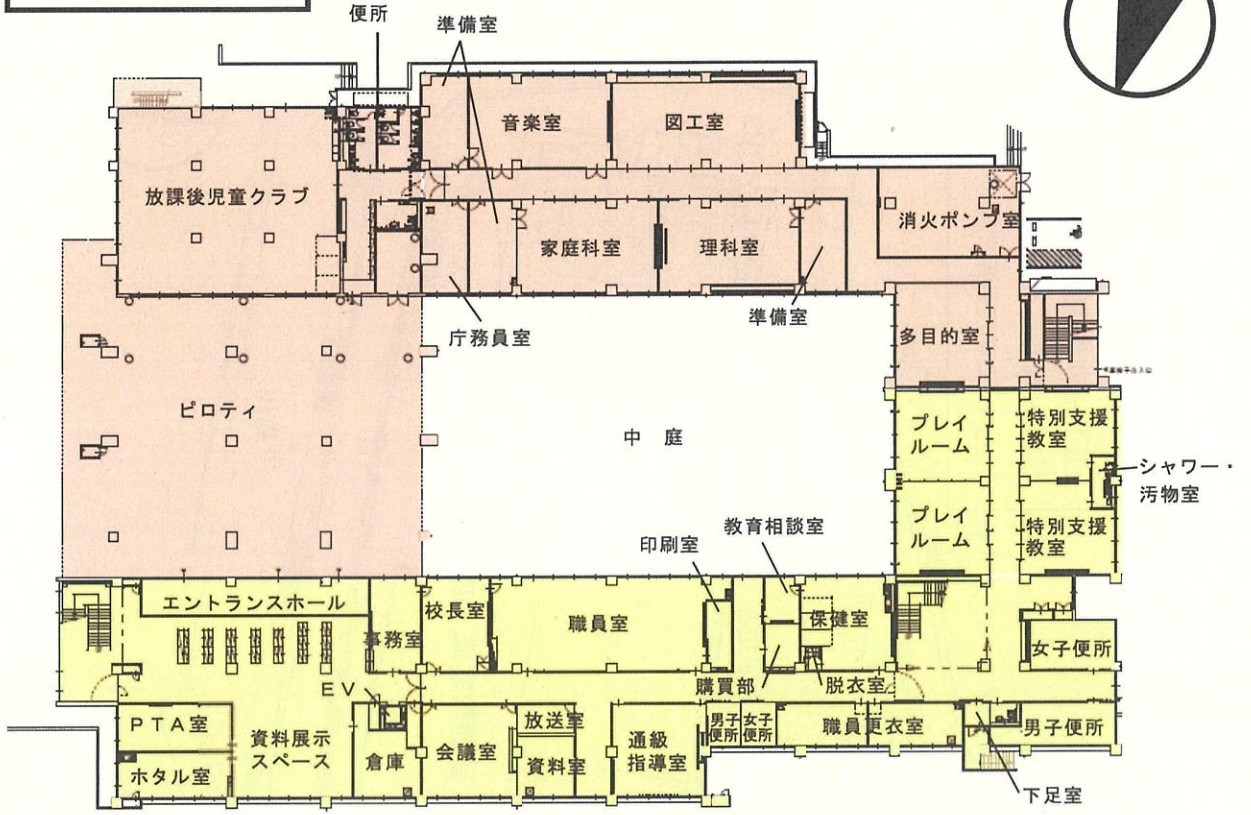 便所
準備室
音楽室
図工室
放課後児童クラブ
消火ポンプ室
家庭科室
理科室
準備室
庁務員室
多目的室
ピロティ
中 庭
プレイ
ルーム
特別支援
教室
シャワー・
汚物室
プレイ
ルーム
特別支援
教室
教育相談室
印刷室
エントランスホール
校長室
職員室
保健室
事務室
女子便所
購買部
脱衣室
EV
PTA室
資料展示
スペース
倉庫
会議室
放送室
資料室
通級
指導室
男子
便所
女子
便所
職員更衣室
男子便所
ホタル室
下足室